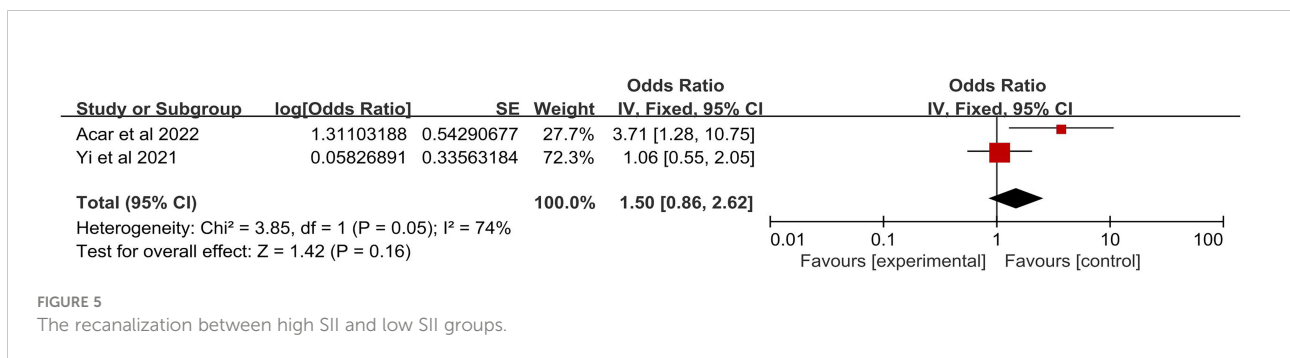 Odds Ratio Odds Ratio
Study or Subgroup log[Odds Ratio] SE Weight IV, Fixed, 95% CI IV, Fixed, 95% CI
Acar et al 2022 1.31103188 0.54290677 27.7% 3.71 [1.28, 10.75]
Yi et al 2021 0.05826891 0.33563184 72.3% 1.06 [0.55, 2.05]
Total (95% CI) 100.0% 1.50 [0.86, 2.62]
Heterogeneity: Chi² = 3.85, df = 1 (P = 0.05); I² = 74%
Test for overall effect: Z = 1.42 (P = 0.16)
0.01 0.1 1 10 100
Favours [experimental] Favours [control]
FIGURE 5
The recanalization between high SII and low SII groups.